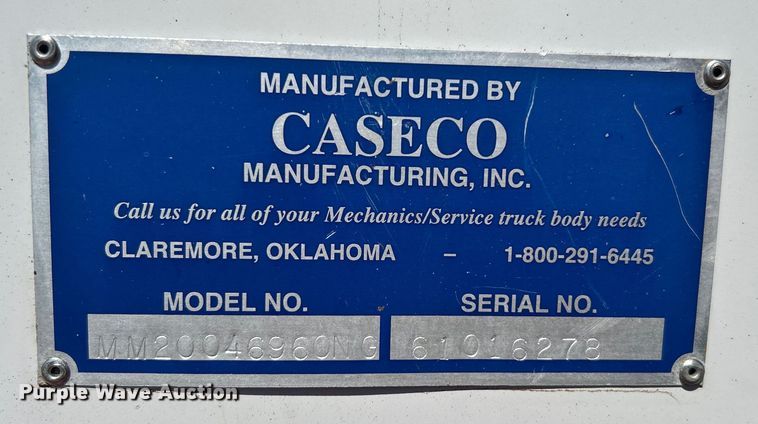 MANUFACTURED BY
CASECO
MANUFACTURING, INC.
Call us for all of your Mechanics/Service truck body needs
CLAREMORE, OKLAHOMA – 1-800-291-6445
MODEL NO. SERIAL NO.
MM20046960NG 61016278
Purple Wave Auction